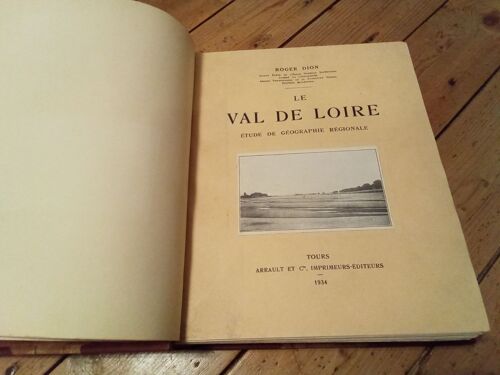 ROGER DION
LE
VAL DE LOIRE
ÉTUDE DE GÉOGRAPHIE RÉGIONALE
TOURS
ARRAULT ET Cie, IMPRIMEURS-ÉDITEURS
1934